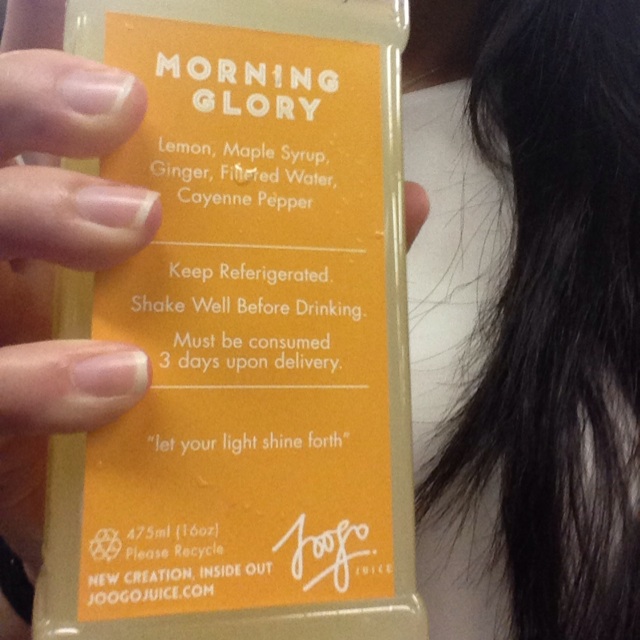 MORNING
GLORY
Lemon, Maple Syrup,
Ginger, Filtered Water,
Cayenne Pepper
Keep Referigerated.
Shake Well Before Drinking.
Must be consumed
3 days upon delivery.
"let your light shine forth"
475ml (16oz)
Please Recycle
NEW CREATION, INSIDE OUT
JOOGOJUICE.COM
Joogo.
JUICE